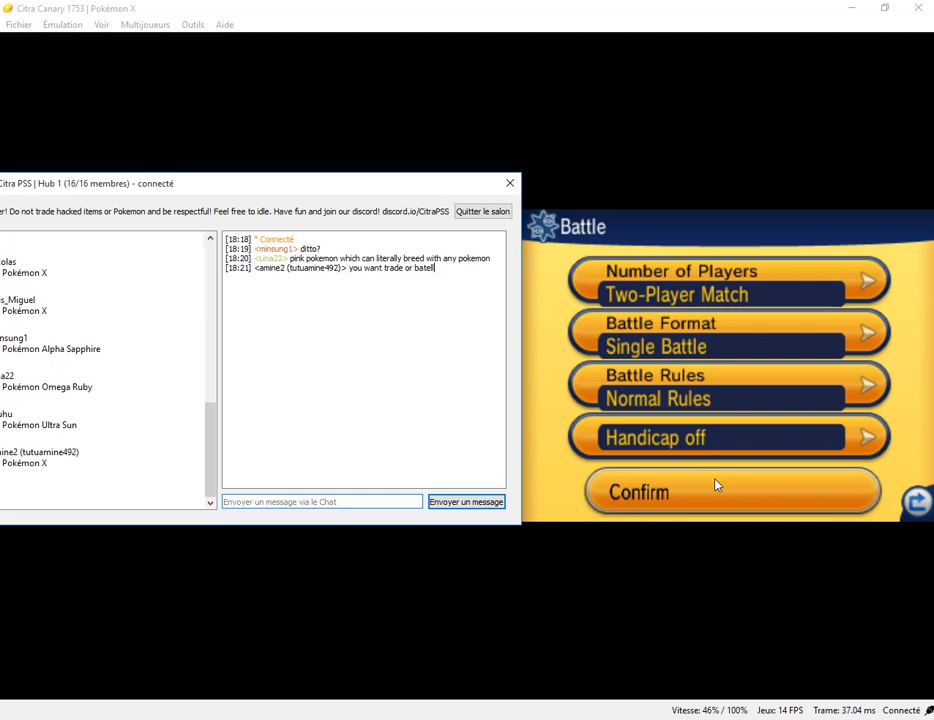 Citra Canary 1753 | Pokémon X
Fichier Émulation Voir Multijoueurs Outils Aide
Citra PSS | Hub 1 (16/16 membres) - connecté
er! Do not trade hacked items or Pokemon and be respectful! Feel free to idle. Have fun and join our discord! discord.io/CitraPSS
Quitter le salon
colas
Pokémon X
is_Miguel
Pokémon X
insung1
Pokémon Alpha Sapphire
na22
Pokémon Omega Ruby
uhu
Pokémon Ultra Sun
mine2 (tutuamine492)
Pokémon X
[18:18] * Connecté
[18:19] <minsung1> ditto?
[18:20] <Lina22> pink pokemon which can literally breed with any pokemon
[18:21] <amine2 (tutuamine492)> you want trade or batell
Envoyer un message via le Chat
Envoyer un message
Battle
Number of Players
Two-Player Match
Battle Format
Single Battle
Battle Rules
Normal Rules
Handicap off
Confirm
Vitesse: 46% / 100% Jeux: 14 FPS Trame: 37.04 ms Connecté